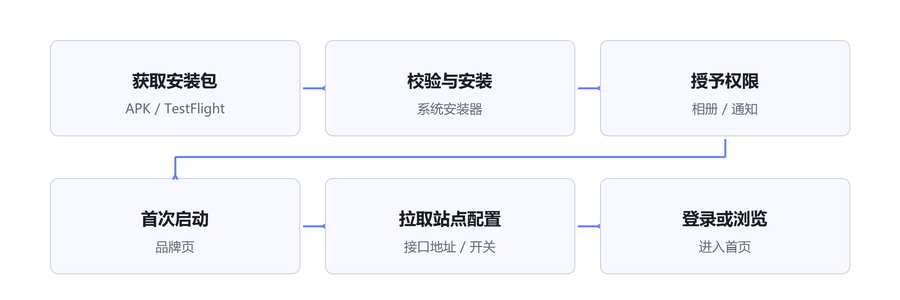 获取安装包
APK / TestFlight
校验与安装
系统安装器
授予权限
相册 / 通知
首次启动
品牌页
拉取站点配置
接口地址 / 开关
登录或浏览
进入首页